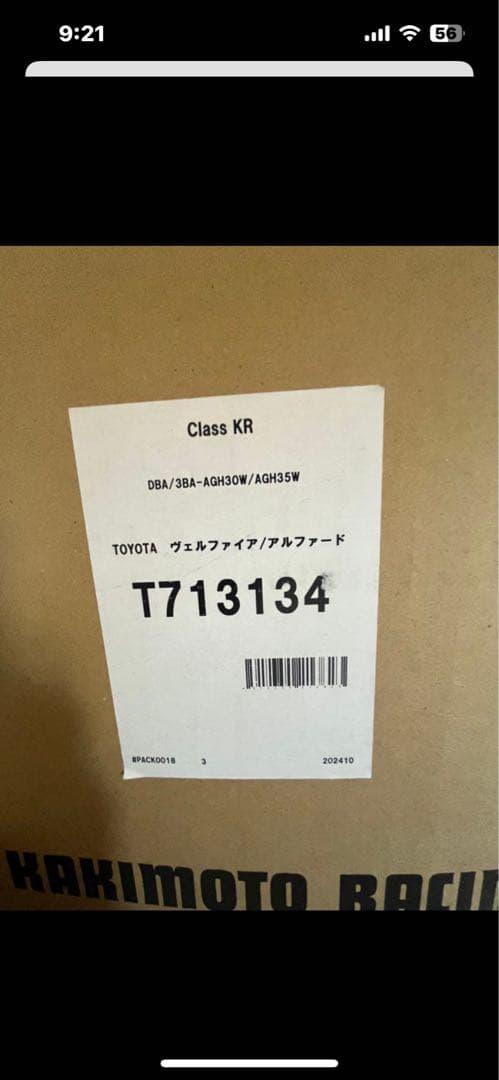 9:21
56
Class KR
DBA/3BA-AGH30W/AGH35W
TOYOTA ヴェルファイア/アルファード
T713134
#PACK0018 3 202410
KAKIMOTO RACIN